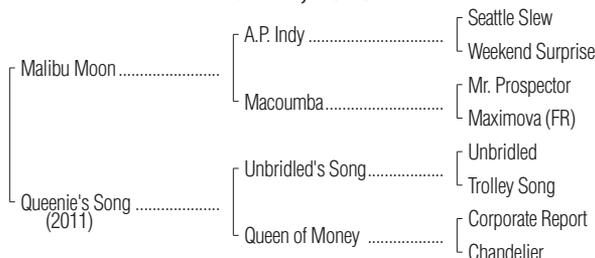 Seattle Slew
A.P. Indy ....................................
Weekend Surprise
Malibu Moon ...........................
Mr. Prospector
Macoumba................................
Maximova (FR)
Unbridled
Unbridled's Song....................
Trolley Song
Queenie's Song ......................
(2011)
Corporate Report
Queen of Money ....................
Chandelier